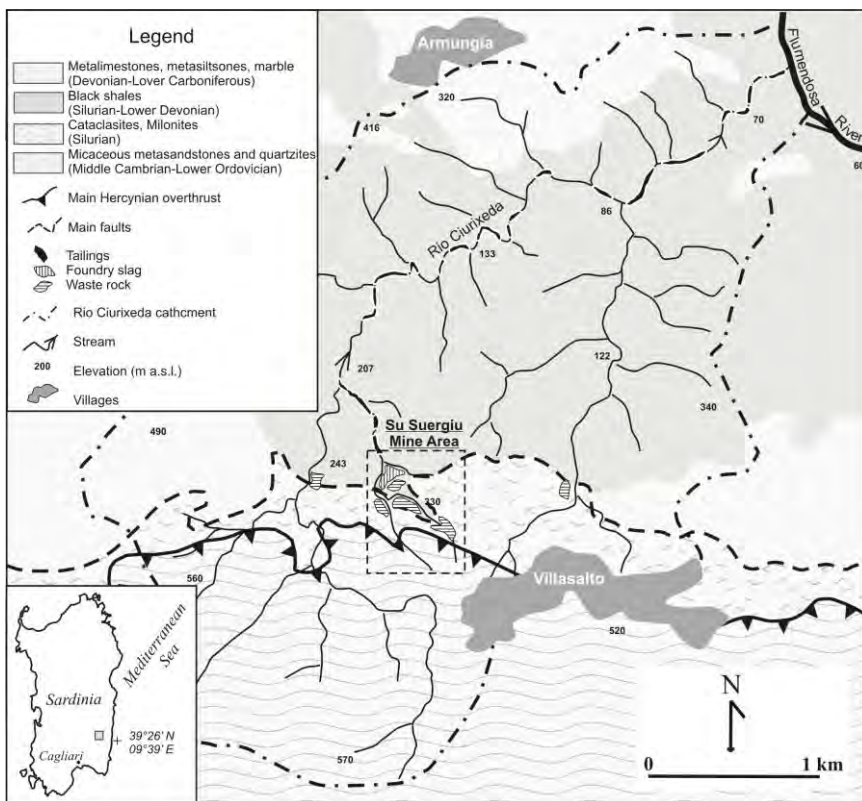 Legend
Metalimestones, metasiltsones, marble
(Devonian-Lover Carboniferous)
Black shales
(Silurian-Lower Devonian)
Cataclasites, Milonites
(Silurian)
Micaceous metasandstones and quartzites
(Middle Cambrian-Lower Ordovician)
Main Hercynian overthrust
Main faults
Tailings
Foundry slag
Waste rock
Rio Ciurixeda cathcment
Stream
200 Elevation (m a.s.l.)
Villages
Armungia
Flumendosa
River
320
416
70
60
86
Rio Ciurixeda
133
122
207
340
Su Suergiu
Mine Area
490
243
330
560
Villasalto
520
570
Mediterranean
Sea
Sardinia
39°26' N
09°39' E
Cagliari
N
0 1 km